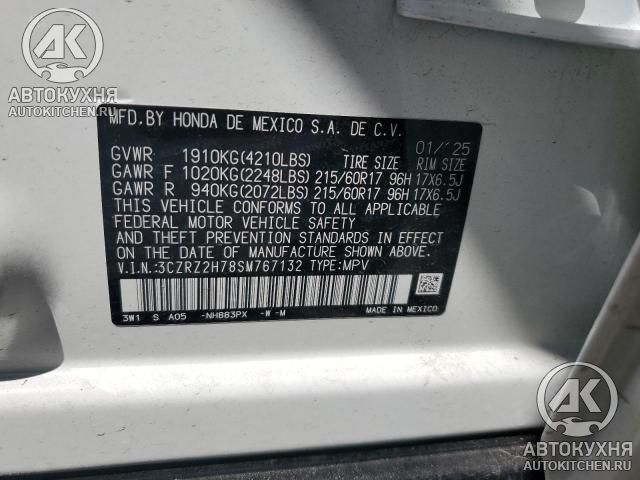 AK
АВТОКУХНЯ
AUTOKITCHEN.RU
MFD.BY HONDA DE MEXICO S.A. DE C.V.
01/'25
GVWR 1910KG(4210LBS) TIRE SIZE RIM SIZE
GAWR F 1020KG(2248LBS) 215/60R17 96H 17X6.5J
GAWR R 940KG(2072LBS) 215/60R17 96H 17X6.5J
THIS VEHICLE CONFORMS TO ALL APPLICABLE
FEDERAL MOTOR VEHICLE SAFETY
AND THEFT PREVENTION STANDARDS IN EFFECT
ON THE DATE OF MANUFACTURE SHOWN ABOVE.
V.I.N.:3CZRZ2H78SM767132 TYPE:MPV
3W1 S A05 -NH883PX -W-M
MADE IN MEXICO
AK
АВТОКУХНЯ
AUTOKITCHEN.RU